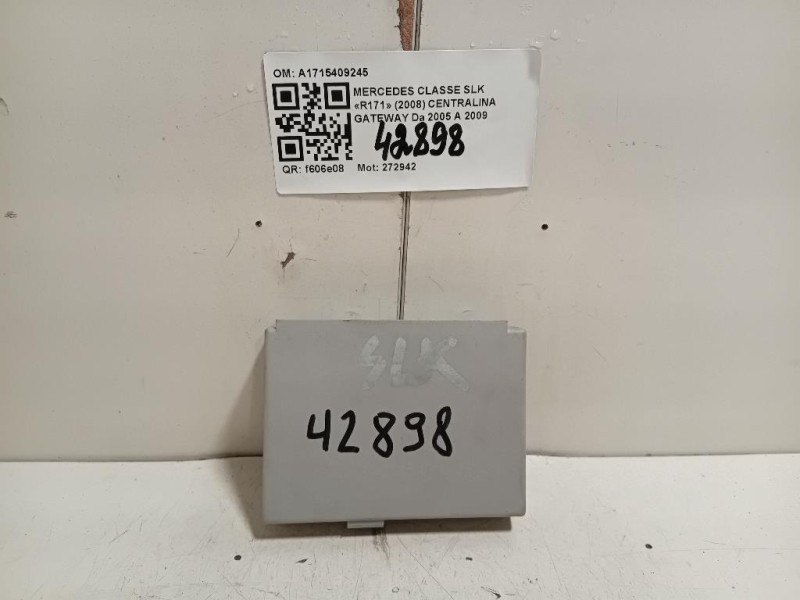 OM: A1715409245
MERCEDES CLASSE SLK
«R171» (2008) CENTRALINA
GATEWAY Da 2005 A 2009
42898
QR: f606e08 Mot: 272942
SLK
42898